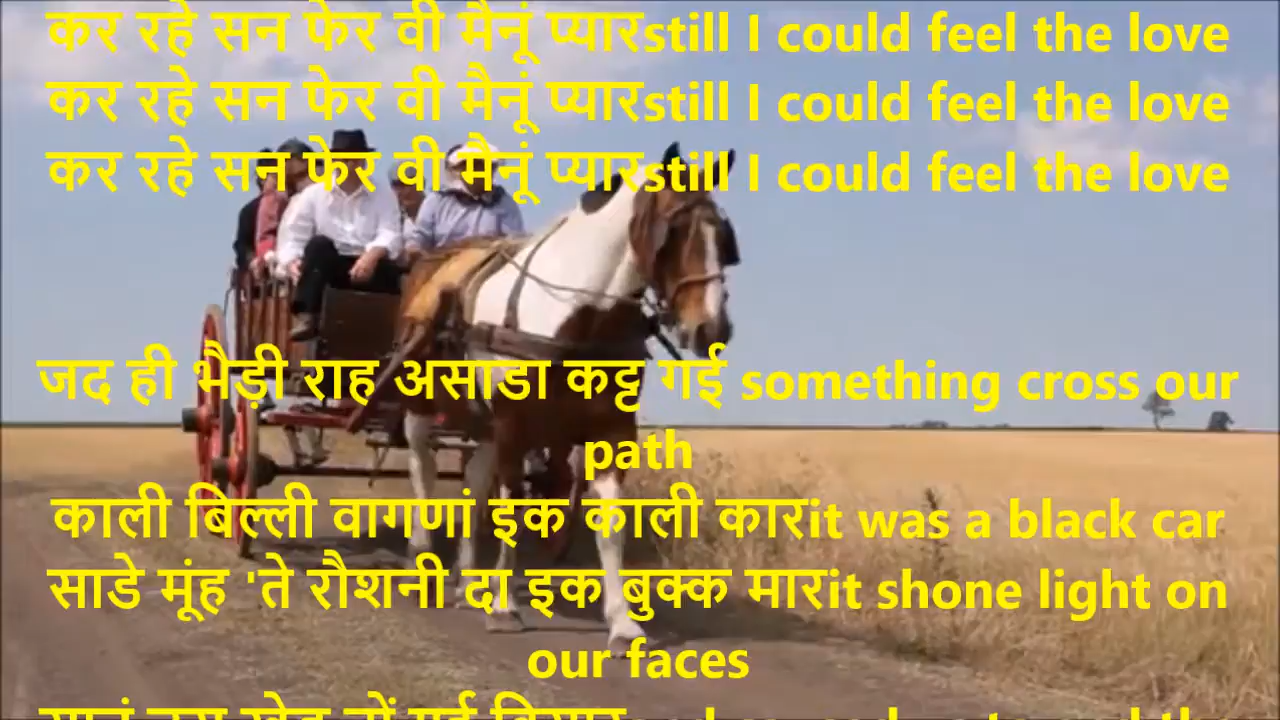 कर रहे सन फेर वी मैनूं प्यारstill I could feel the love
कर रहे सन फेर वी मैनूं प्यारstill I could feel the love
कर रहे सन फेर वी मैनूं प्यारstill I could feel the love
जद ही भैड़ी राह असाडा कट्ट गई something cross our
path
काली बिल्ली वागणां इक काली कारit was a black car
साडे मूंह 'ते रौशनी दा इक बुक्क मारit shone light on
our faces